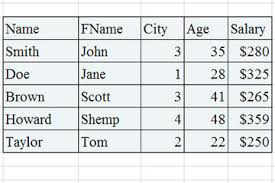 Name FName City Age Salary
Smith John 3 35 $280
Doe Jane 1 28 $325
Brown Scott 3 41 $265
Howard Shemp 4 48 $359
Taylor Tom 2 22 $250